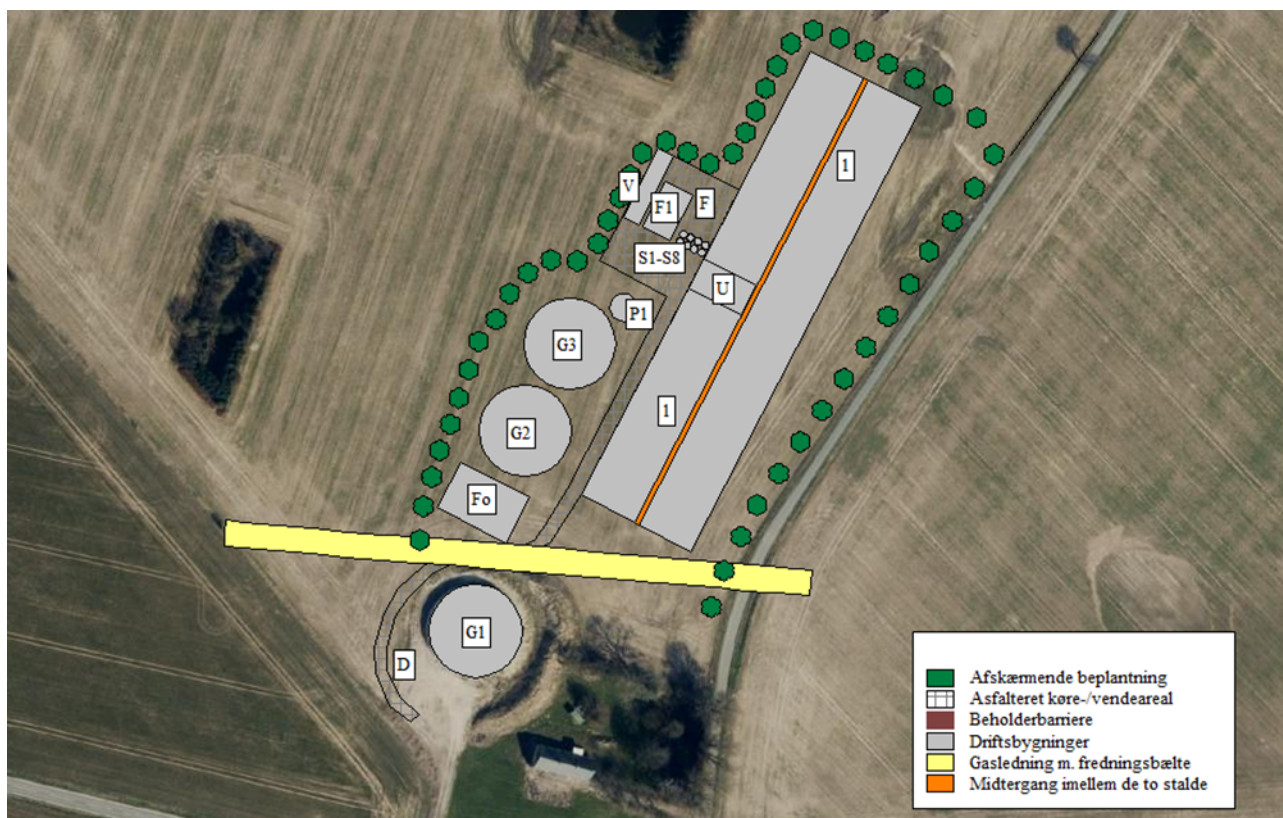 1
V
F1
F
S1-S8
U
P1
G3
1
G2
Fo
G1
D
Afskærmende beplantning
Asfalteret køre-/vendeareal
Beholderbarriere
Driftsbygninger
Gasledning m. fredningsbælte
Midtergang imellem de to stalde